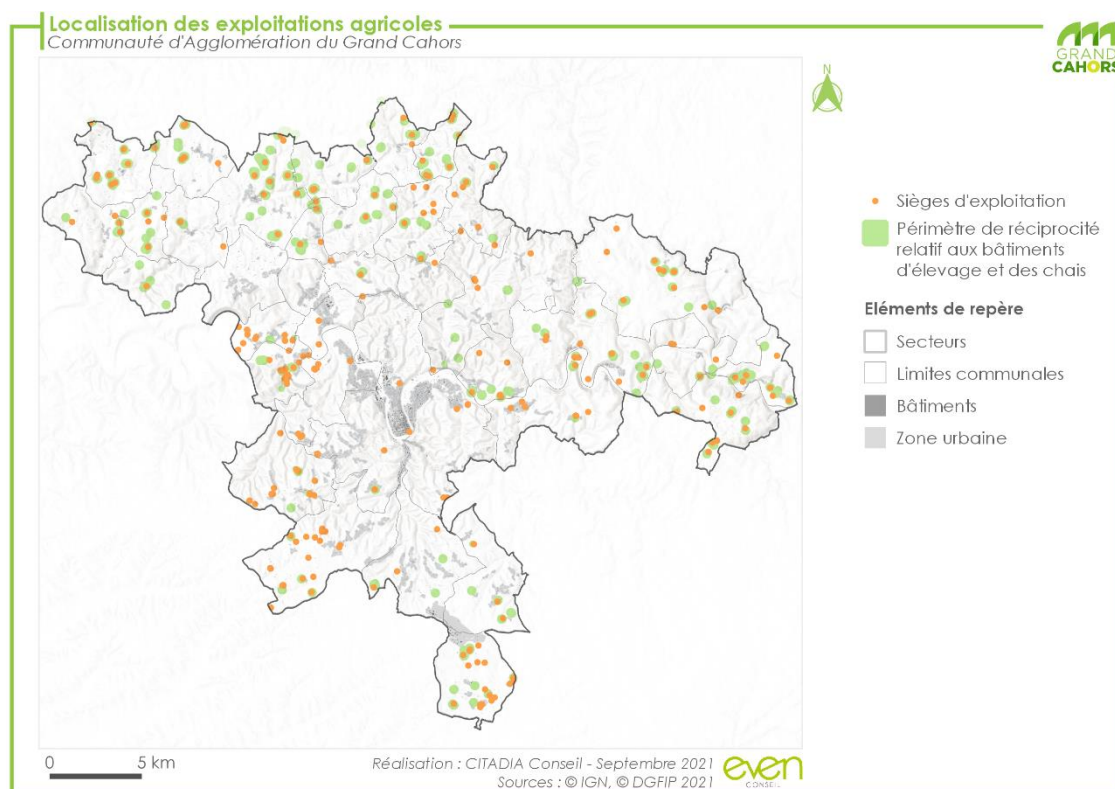 Localisation des exploitations agricoles
Communauté d'Agglomération du Grand Cahors
GRAND
CAHORS
N
Sièges d'exploitation
Périmètre de réciprocité
relatif aux bâtiments
d'élevage et des chais
Eléments de repère
Secteurs
Limites communales
Bâtiments
Zone urbaine
0 5 km
Réalisation : CITADIA Conseil - Septembre 2021
Sources : © IGN, © DGFIP 2021
even
CONSEIL